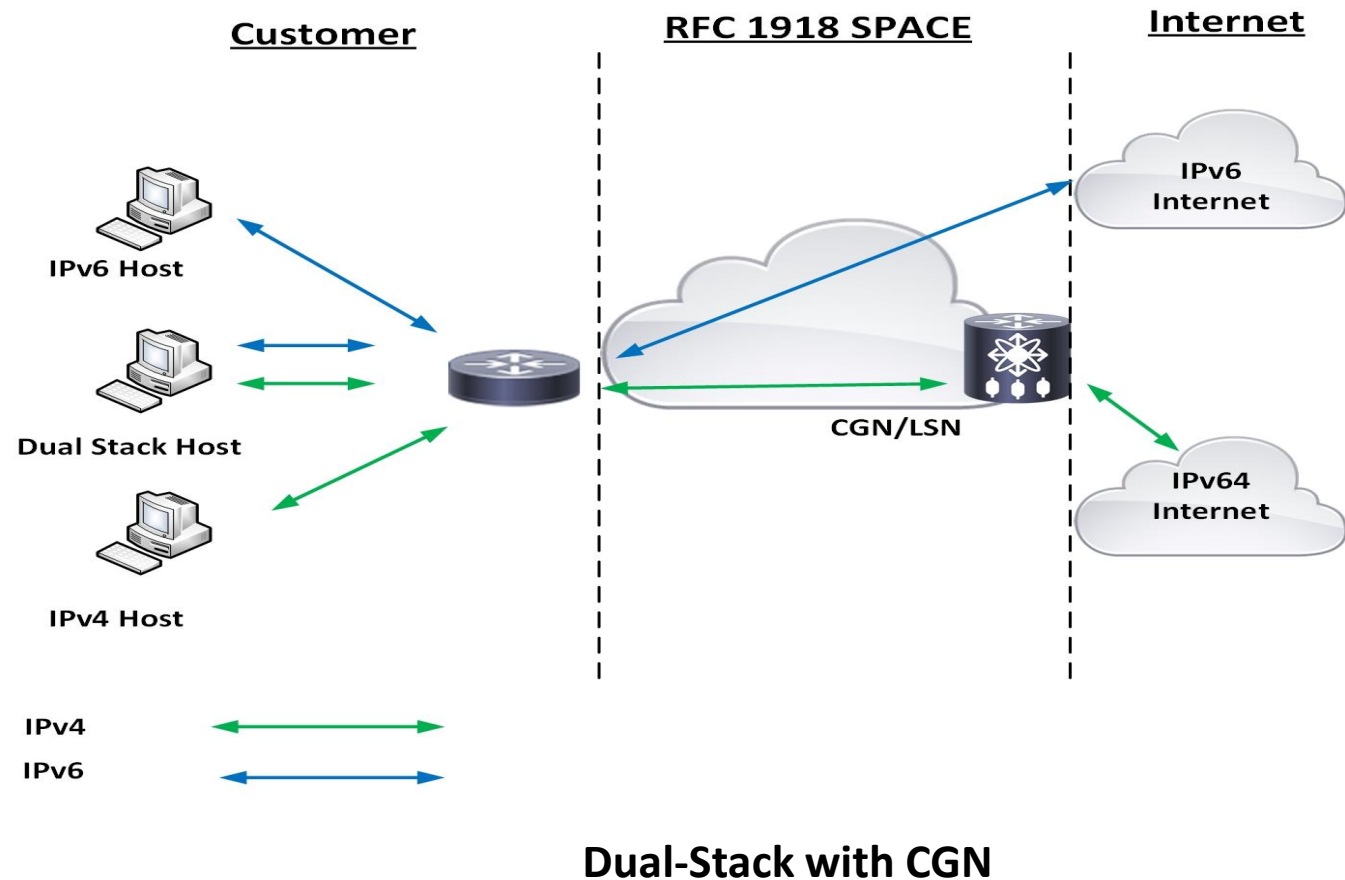 Customer
RFC 1918 SPACE
Internet
IPv6
Internet
IPv6 Host
Dual Stack Host
CGN/LSN
IPv64
Internet
IPv4 Host
IPv4
IPv6
Dual-Stack with CGN